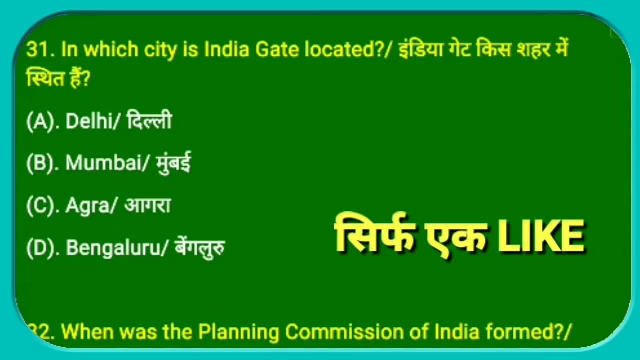 31. In which city is India Gate located?/ इंडिया गेट किस शहर में
स्थित हैं?
(A). Delhi/ दिल्ली
(B). Mumbai/ मुंबई
(C). Agra/ आगरा
(D). Bengaluru/ बेंगलुरु
सिर्फ एक LIKE
32. When was the Planning Commission of India formed?/